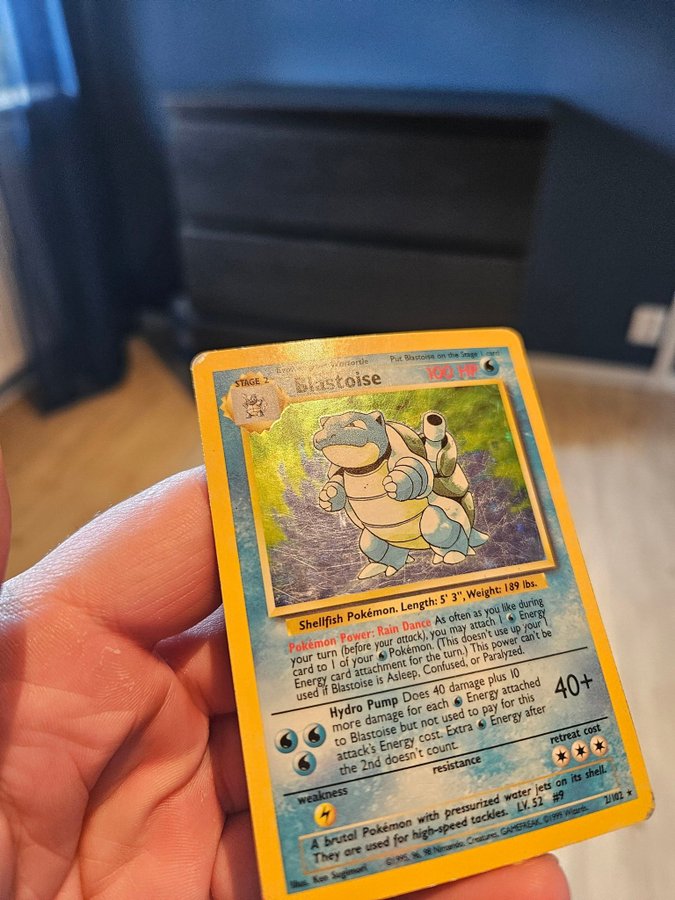 Evolves from Wartortle Put Blastoise on the Stage 1 card
STAGE 2 Blastoise 100 HP
Shellfish Pokémon. Length: 5' 3", Weight: 189 lbs.
Pokémon Power: Rain Dance As often as you like during
your turn (before your attack), you may attach 1 Energy
card to 1 of your Pokémon. (This doesn't use up your 1
Energy card attachment for the turn.) This power can't be
used if Blastoise is Asleep, Confused, or Paralyzed.
Hydro Pump Does 40 damage plus 10
more damage for each Energy attached
to Blastoise but not used to pay for this
attack's Energy cost. Extra Energy after
the 2nd doesn't count.
40+
weakness resistance retreat cost
A brutal Pokémon with pressurized water jets on its shell.
They are used for high-speed tackles. LV. 52 #9
Illus. Ken Sugimori ©1995, 96, 98 Nintendo, Creatures, GAMEFREAK. ©1999 Wizards. 2/102 ★